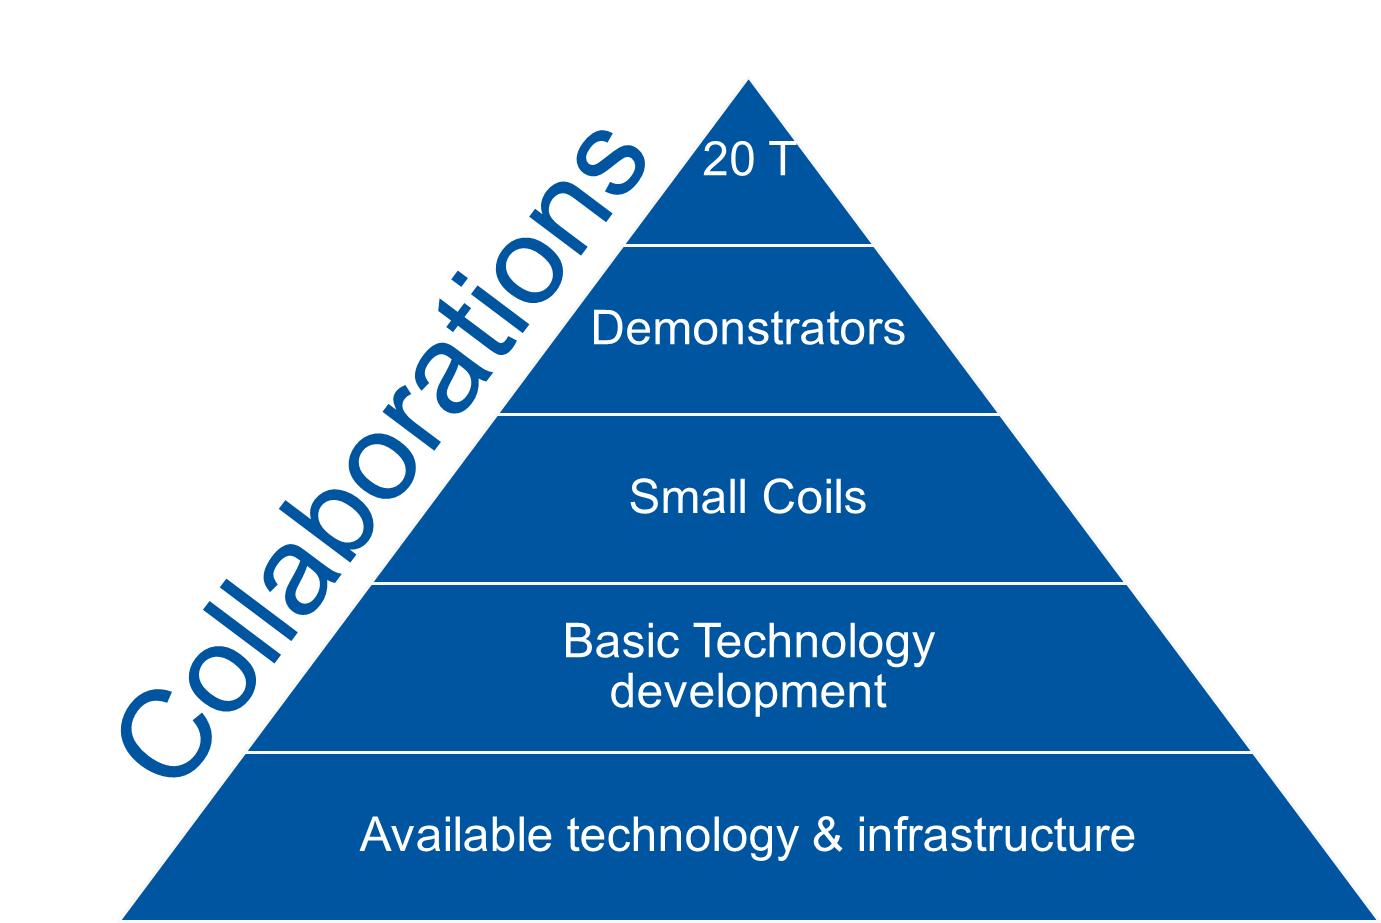 Collaborations
20 T
Demonstrators
Small Coils
Basic Technology
development
Available technology & infrastructure